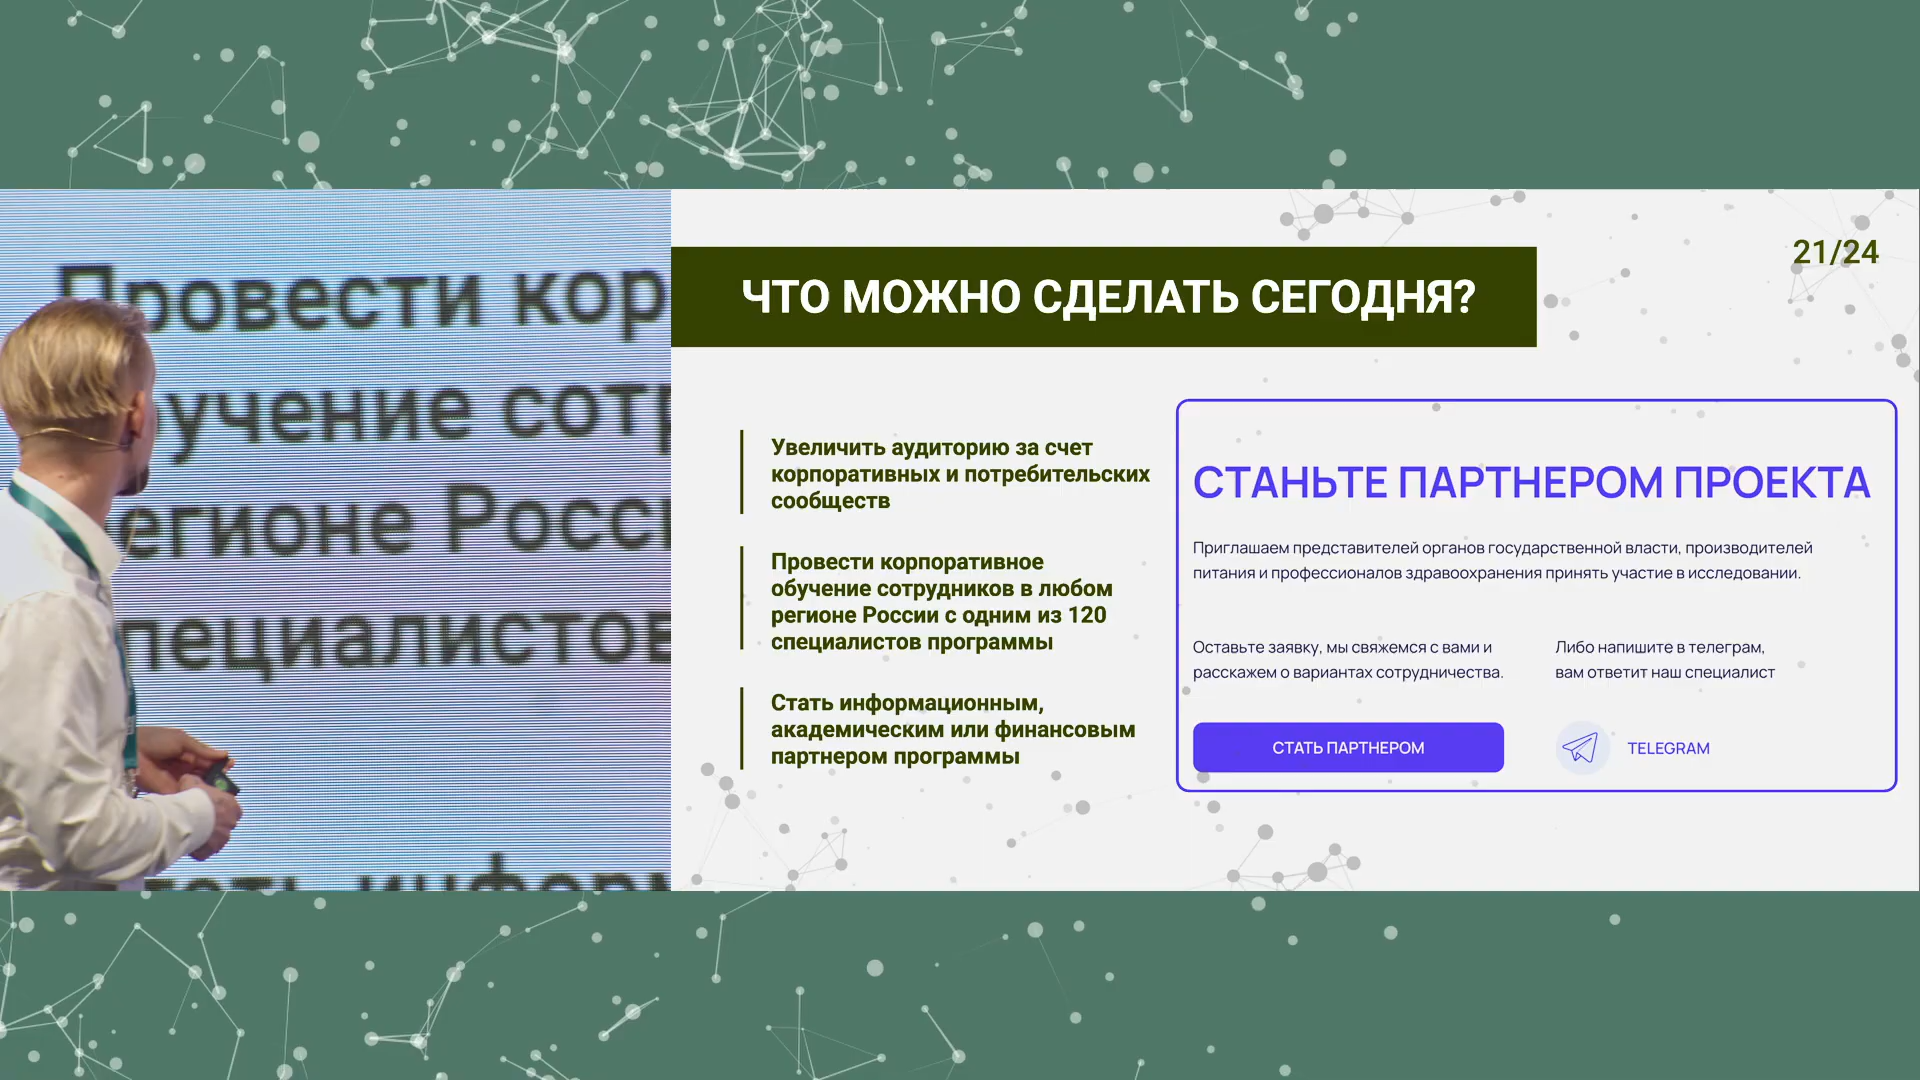 Провести кор
учение сотр
егионе Росси
пециалистов
ЧТО МОЖНО СДЕЛАТЬ СЕГОДНЯ?
21/24
Увеличить аудиторию за счет
корпоративных и потребительских
сообществ
Провести корпоративное
обучение сотрудников в любом
регионе России с одним из 120
специалистов программы
Стать информационным,
академическим или финансовым
партнером программы
СТАНЬТЕ ПАРТНЕРОМ ПРОЕКТА
Приглашаем представителей органов государственной власти, производителей
питания и профессионалов здравоохранения принять участие в исследовании.
Оставьте заявку, мы свяжемся с вами и
расскажем о вариантах сотрудничества.
Либо напишите в телеграм,
вам ответит наш специалист
СТАТЬ ПАРТНЕРОМ
TELEGRAM